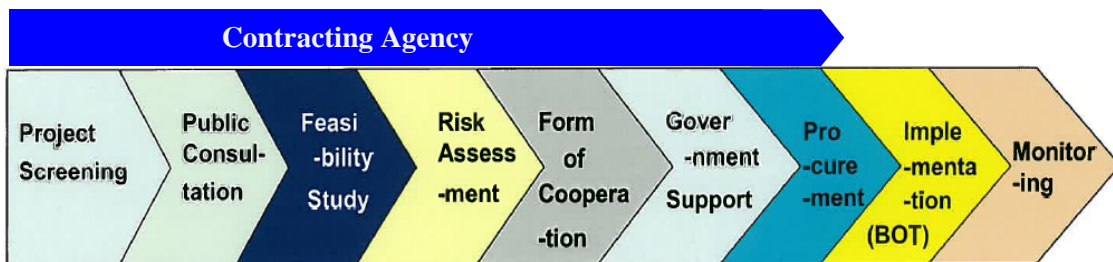 Contracting Agency
Project
Screening
Public
Consul-
tation
Feasi
-bility
Study
Risk
Assess
-ment
Form
of
Coopera
-tion
Gover
-nment
Support
Pro
-cure
-ment
Imple
-menta
-tion
(BOT)
Monitor
-ing